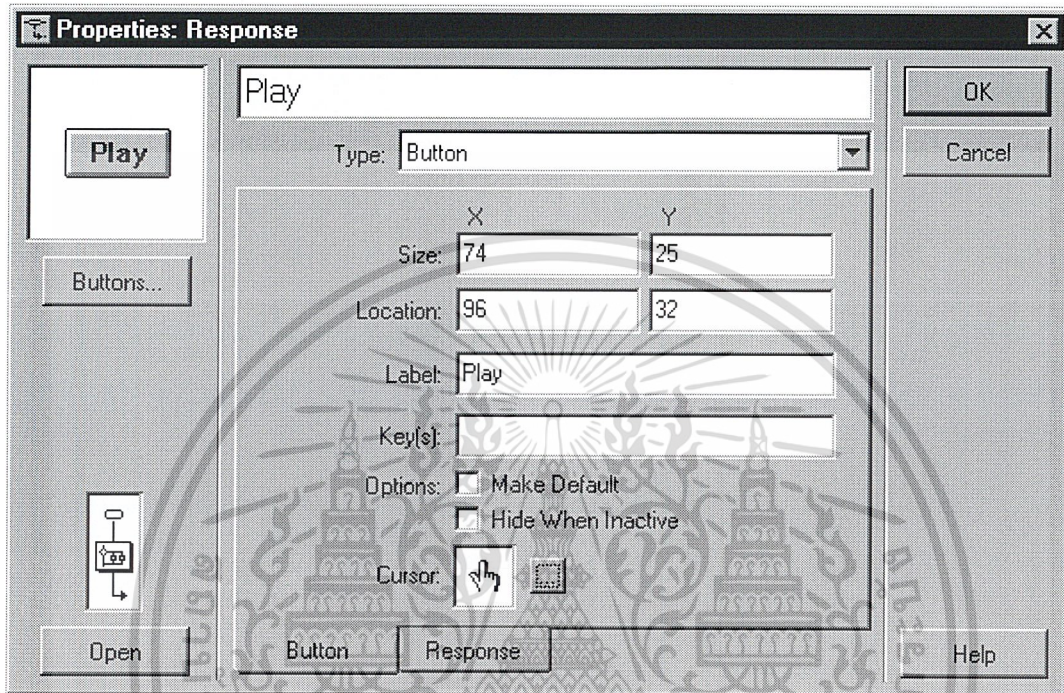 Properties: Response
Play
Play
OK
Type: Button
Cancel
X Y
Size: 74 25
Buttons...
Location: 96 32
Label: Play
Key(s):
Options: Make Default
Hide When Inactive
Cursor:
Open
Button Response
Help